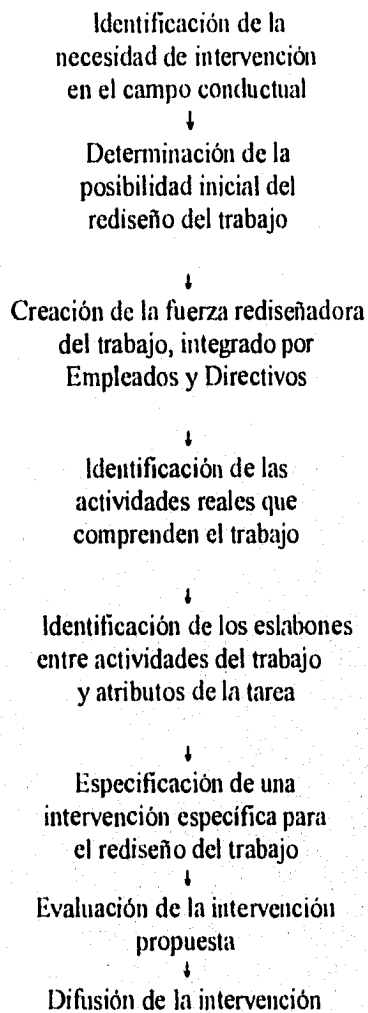 Identificación de la
necesidad de intervención
en el campo conductual
↓
Determinación de la
posibilidad inicial del
rediseño del trabajo
↓
Creación de la fuerza rediseñadora
del trabajo, integrado por
Empleados y Directivos
↓
Identificación de las
actividades reales que
comprenden el trabajo
↓
Identificación de los eslabones
entre actividades del trabajo
y atributos de la tarea
↓
Especificación de una
intervención específica para
el rediseño del trabajo
↓
Evaluación de la intervención
propuesta
↓
Difusión de la intervención